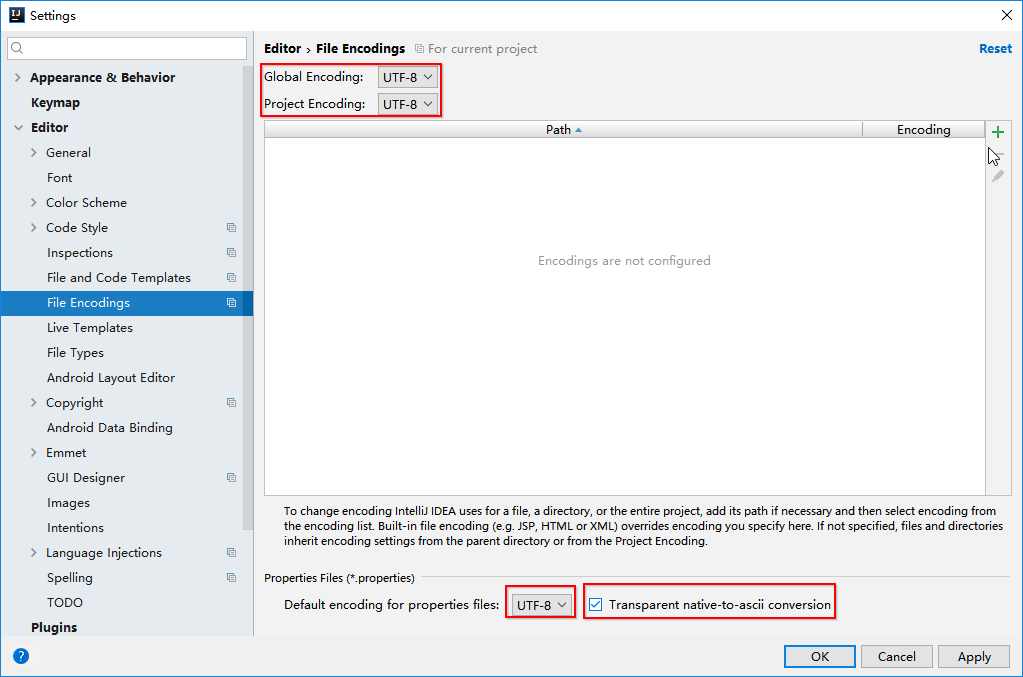 IJ
Settings
Editor › File Encodings For current project Reset
Appearance & Behavior
Keymap
Editor
General
Font
Color Scheme
Code Style
Inspections
File and Code Templates
File Encodings
Live Templates
File Types
Android Layout Editor
Copyright
Android Data Binding
Emmet
GUI Designer
Images
Intentions
Language Injections
Spelling
TODO
Plugins
Global Encoding: UTF-8
Project Encoding: UTF-8
Path Encoding
Encodings are not configured
To change encoding IntelliJ IDEA uses for a file, a directory, or the entire project, add its path if necessary and then select encoding from
the encoding list. Built-in file encoding (e.g. JSP, HTML or XML) overrides encoding you specify here. If not specified, files and directories
inherit encoding settings from the parent directory or from the Project Encoding.
Properties Files (*.properties)
Default encoding for properties files: UTF-8 Transparent native-to-ascii conversion
? OK Cancel Apply